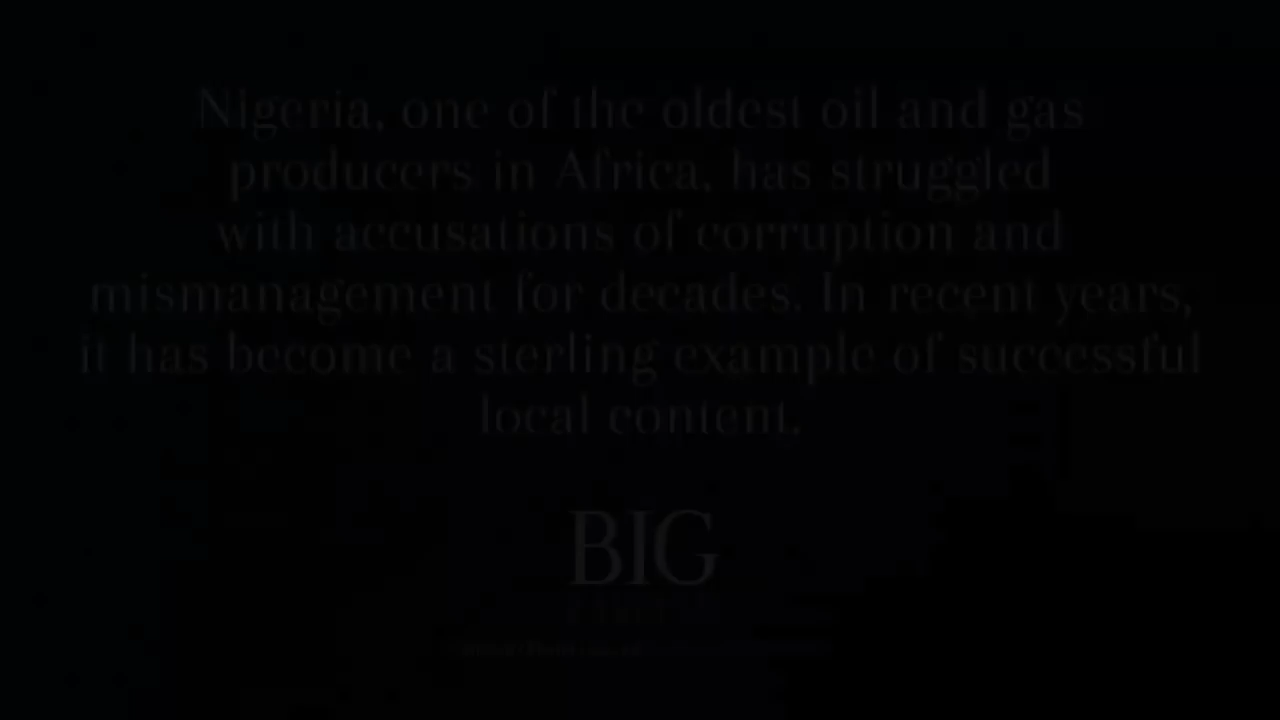 Nigeria, one of the oldest oil and gas
producers in Africa, has struggled
with accusations of corruption and
mismanagement for decades. In recent years,
it has become a sterling example of successful
local content.
BIG